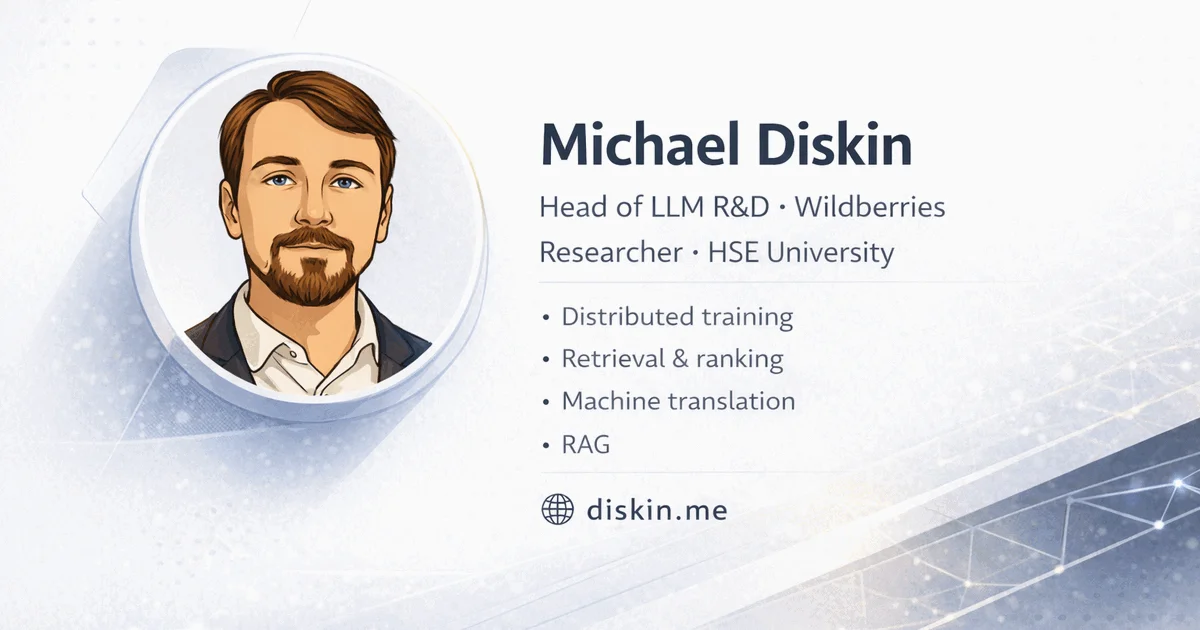 Michael Diskin
Head of LLM R&D · Wildberries
Researcher · HSE University
• Distributed training
• Retrieval & ranking
• Machine translation
• RAG
diskin.me